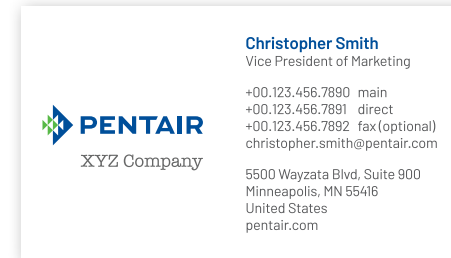 Christopher Smith
Vice President of Marketing
+00.123.456.7890 main
+00.123.456.7891 direct
+00.123.456.7892 fax (optional)
christopher.smith@pentair.com
PENTAIR
XYZ Company
5500 Wayzata Blvd, Suite 900
Minneapolis, MN 55416
United States
pentair.com